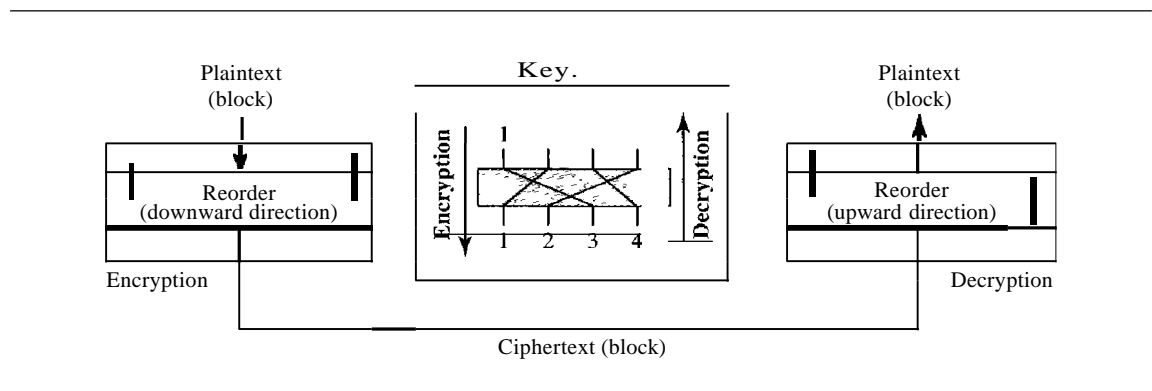 Key.
Plaintext
(block)
Plaintext
(block)
Encryption
1
Decryption
Reorder
(downward direction)
Reorder
(upward direction)
1 2 3 4
Encryption
Decryption
Ciphertext (block)